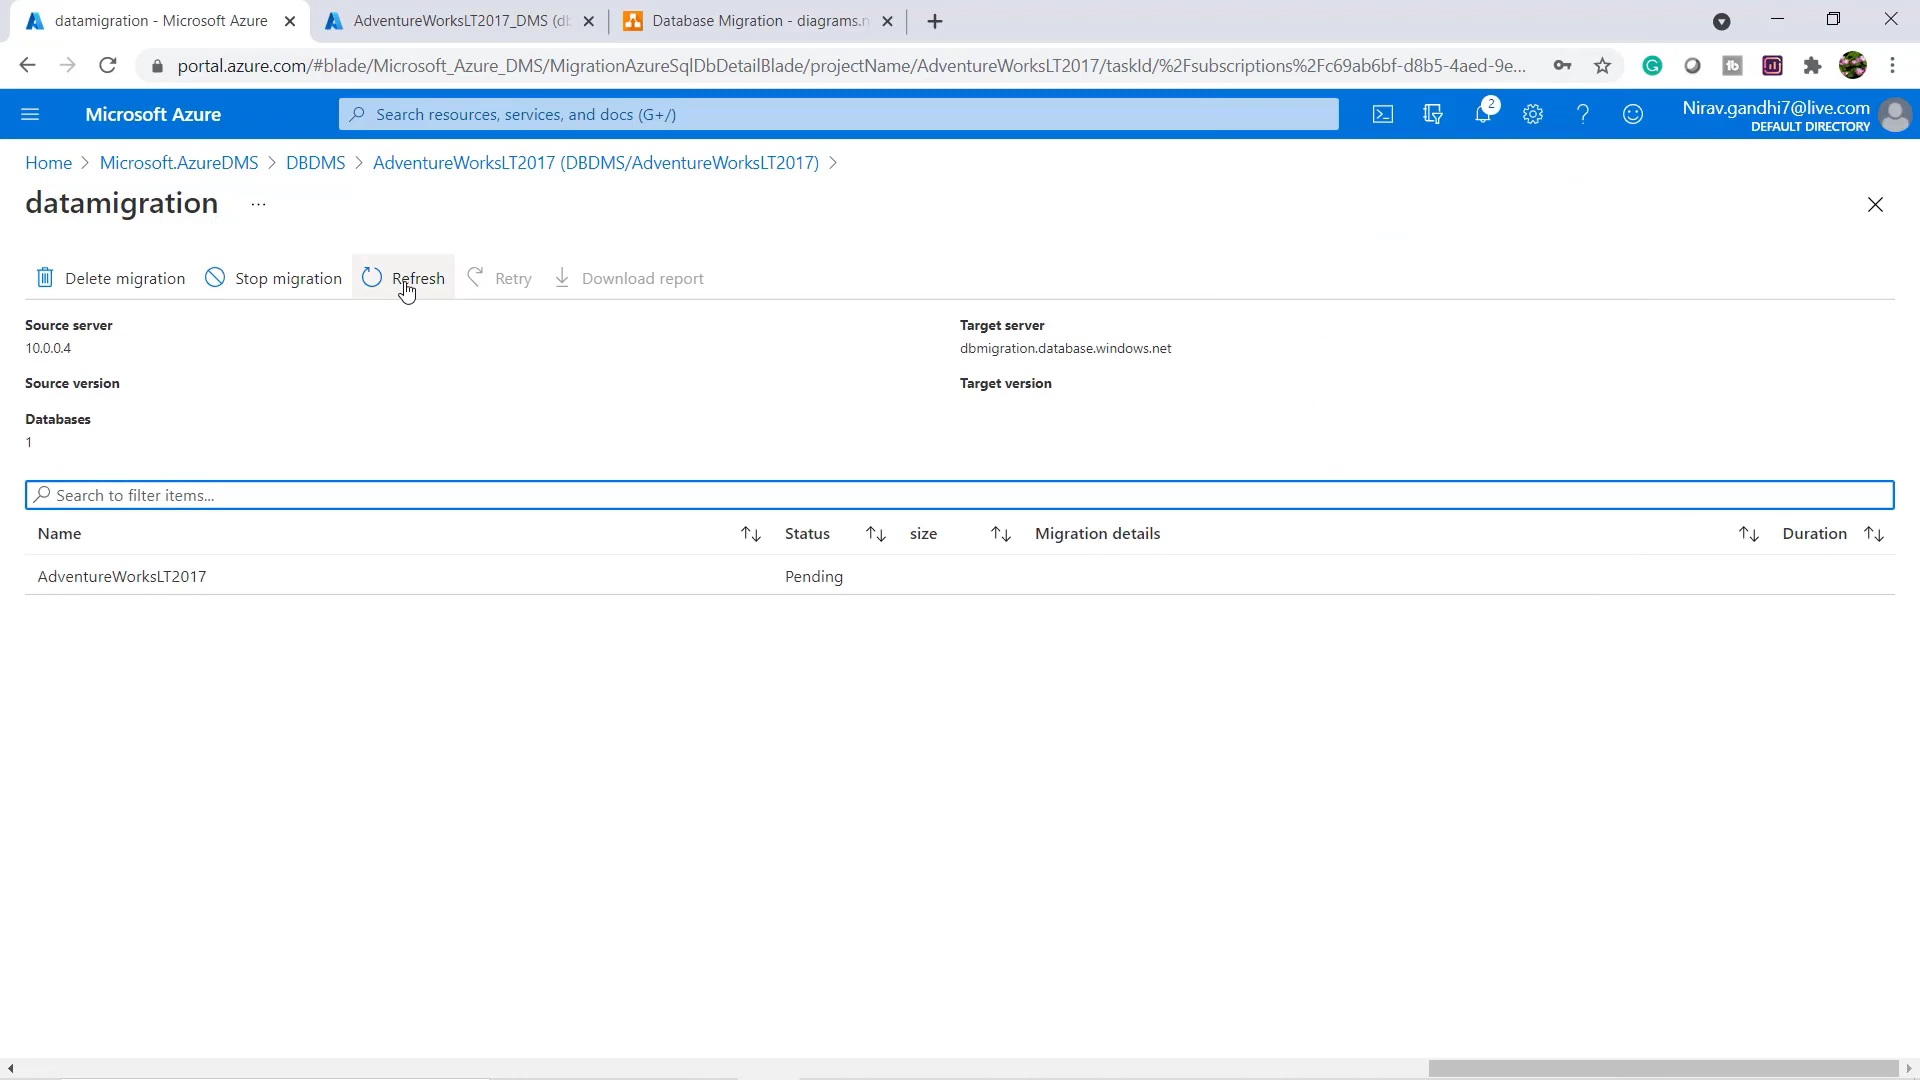 datamigration - Microsoft Azure
AdventureWorksLT2017_DMS (db
Database Migration - diagrams.n
portal.azure.com/#blade/Microsoft_Azure_DMS/MigrationAzureSqlDbDetailBlade/projectName/AdventureWorksLT2017/taskId/%2Fsubscriptions%2Fc69ab6bf-d8b5-4aed-9e...
Microsoft Azure
Search resources, services, and docs (G+/)
2
Nirav.gandhi7@live.com
DEFAULT DIRECTORY
Home > Microsoft.AzureDMS > DBDMS > AdventureWorksLT2017 (DBDMS/AdventureWorksLT2017) >
datamigration ...
Delete migration Stop migration Refresh Retry Download report
Source server
10.0.0.4
Target server
dbmigration.database.windows.net
Source version
Target version
Databases
1
Search to filter items...
Name Status size Migration details Duration
AdventureWorksLT2017 Pending